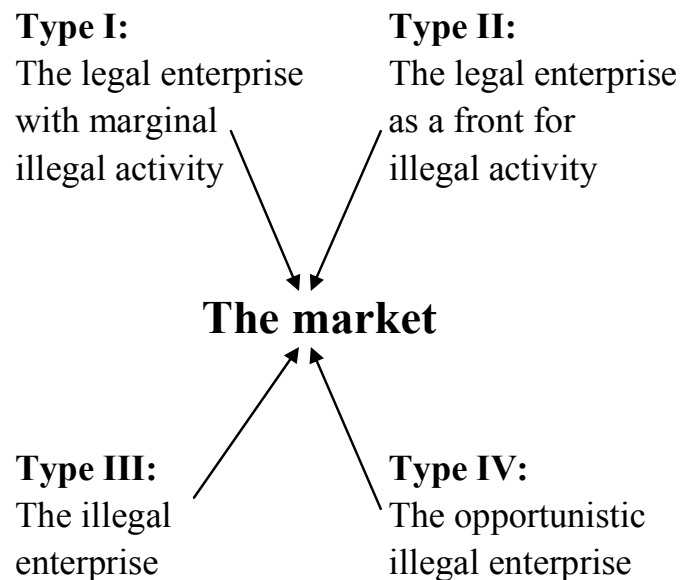 Type I:
The legal enterprise
with marginal
illegal activity
Type II:
The legal enterprise
as a front for
illegal activity
The market
Type III:
The illegal
enterprise
Type IV:
The opportunistic
illegal enterprise